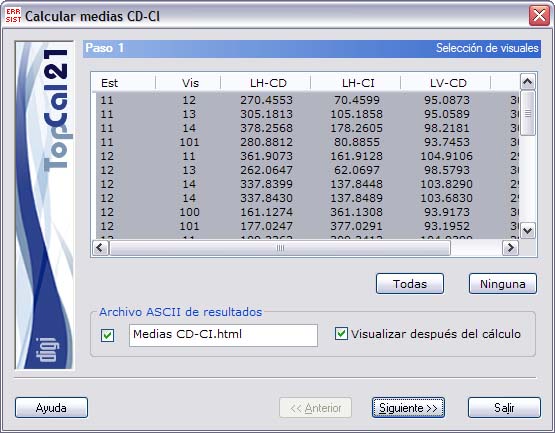 ERR
SIST
Calcular medias CD-CI
Paso 1 Selección de visuales
TopCal 21
digi
Est Vis LH-CD LH-CI LV-CD
11 12 270.4553 70.4599 95.0873
11 13 305.1813 105.1858 95.0589
11 14 378.2568 178.2605 98.2181
11 101 280.8812 80.8855 93.7453
12 11 361.9073 161.9128 104.9106
12 13 262.0647 62.0697 98.5793
12 14 337.8399 137.8448 103.8290
12 14 337.8430 137.8489 103.6830
12 100 161.1274 361.1308 93.9173
12 101 177.0247 377.0291 93.1952
Todas Ninguna
Archivo ASCII de resultados
Medias CD-CI.html Visualizar después del cálculo
Ayuda << Anterior Siguiente >> Salir